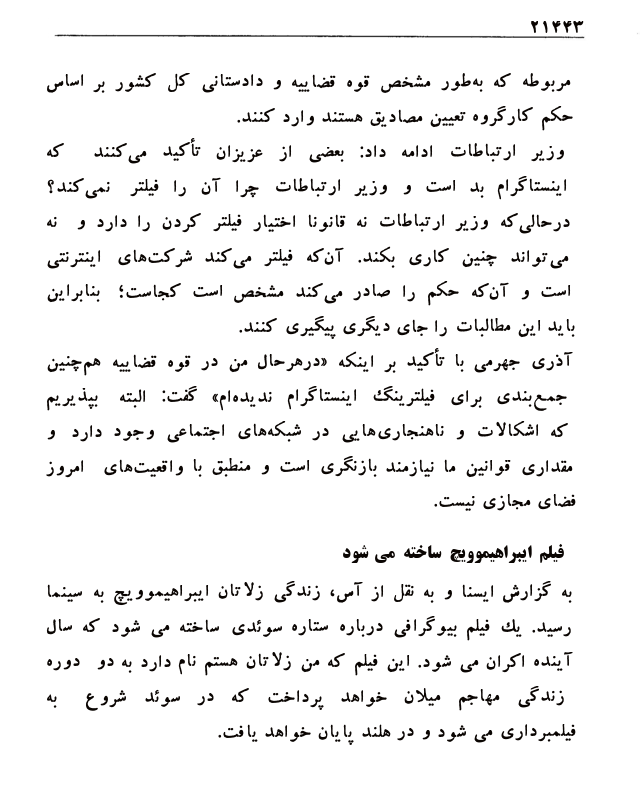 ۲۱۴۴۳
مربوطه که به‌طور مشخص قوه قضاییه و دادستانی کل کشور بر اساس
حکم کارگروه تعیین مصادیق هستند وارد کنند.
وزیر ارتباطات ادامه داد: بعضی از عزیزان تأکید می‌کنند که
اینستاگرام بد است و وزیر ارتباطات چرا آن را فیلتر نمی‌کند؟
درحالی‌که وزیر ارتباطات نه قانونا اختیار فیلتر کردن را دارد و نه
می‌تواند چنین کاری بکند. آن‌که فیلتر می‌کند شرکت‌های اینترنتی
است و آن‌که حکم را صادر می‌کند مشخص است کجاست؛ بنابراین
باید این مطالبات را جای دیگری پیگیری کنند.
آذری جهرمی با تأکید بر اینکه «درهرحال من در قوه قضاییه هم‌چنین
جمع‌بندی برای فیلترینگ اینستاگرام ندیده‌ام» گفت: البته بپذیریم
که اشکالات و ناهنجاری‌هایی در شبکه‌های اجتماعی وجود دارد و
مقداری قوانین ما نیازمند بازنگری است و منطبق با واقعیت‌های امروز
فضای مجازی نیست.
فیلم ایبراهیموویچ ساخته می شود
به گزارش ایسنا و به نقل از آس، زندگی زلاتان ایبراهیموویچ به سینما
رسید. یك فیلم بیوگرافی درباره ستاره سوئدی ساخته می شود که سال
آینده اکران می شود. این فیلم که من زلاتان هستم نام دارد به دو دوره
زندگی مهاجم میلان خواهد پرداخت که در سوئد شروع به
فیلمبرداری می شود و در هلند پایان خواهد یافت.